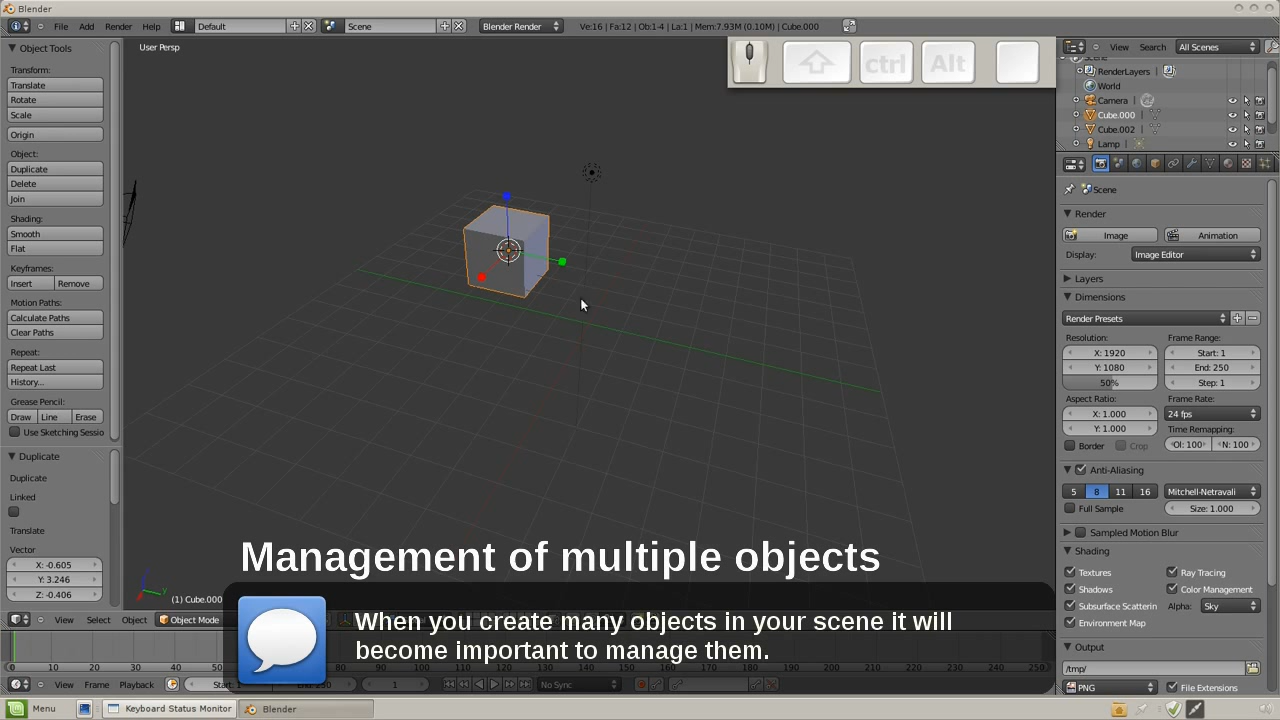 Blender
File Add Render Help Default Scene Blender Render Ve:16 | Fa:12 | Ob:1-4 | La:1 | Mem:7.93M (0.10M) | Cube.000
Object Tools
Transform:
Translate
Rotate
Scale
Origin
Object:
Duplicate
Delete
Join
Shading:
Smooth
Flat
Keyframes:
Insert Remove
Motion Paths:
Calculate Paths
Clear Paths
Repeat:
Repeat Last
History...
Grease Pencil:
Draw Line Erase
Use Sketching Sessio
Duplicate
Duplicate
Linked
Translate
Vector
X: -0.605
Y: 3.246
Z: -0.406
User Persp
ctrl Alt
(1) Cube.000
View Search All Scenes
Scene
RenderLayers |
World
Camera |
Cube.000
Cube.002
Lamp |
Scene
Render
Image Animation
Display: Image Editor
Layers
Dimensions
Render Presets
Resolution: Frame Range:
X: 1920 Start: 1
Y: 1080 End: 250
50% Step: 1
Aspect Ratio: Frame Rate:
X: 1.000 24 fps
Y: 1.000 Time Remapping:
Border Crop OI: 100 N: 100
Anti-Aliasing
5 8 11 16 Mitchell-Netravali
Full Sample Size: 1.000
Sampled Motion Blur
Shading
Textures Ray Tracing
Shadows Color Management
Subsurface Scatterin Alpha: Sky
Environment Map
Output
/tmp/
PNG File Extensions
Management of multiple objects
When you create many objects in your scene it will
become important to manage them.
View Select Object Object Mode
0 10 20 30 40 50 60 70 80 90 100 110 120 130 140 150 160 170 180 190 200 210 220 230 240 250
View Frame Playback Start: 1 End: 250 1 No Sync
Menu Keyboard Status Monitor Blender